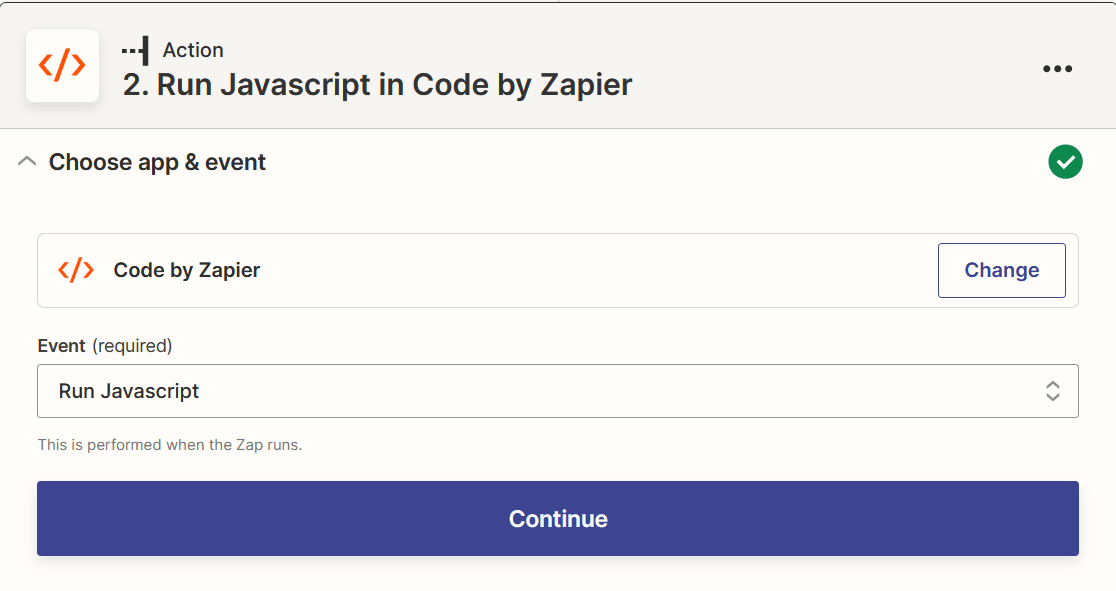 Action
2. Run Javascript in Code by Zapier
Choose app & event
Code by Zapier
Change
Event (required)
Run Javascript
This is performed when the Zap runs.
Continue